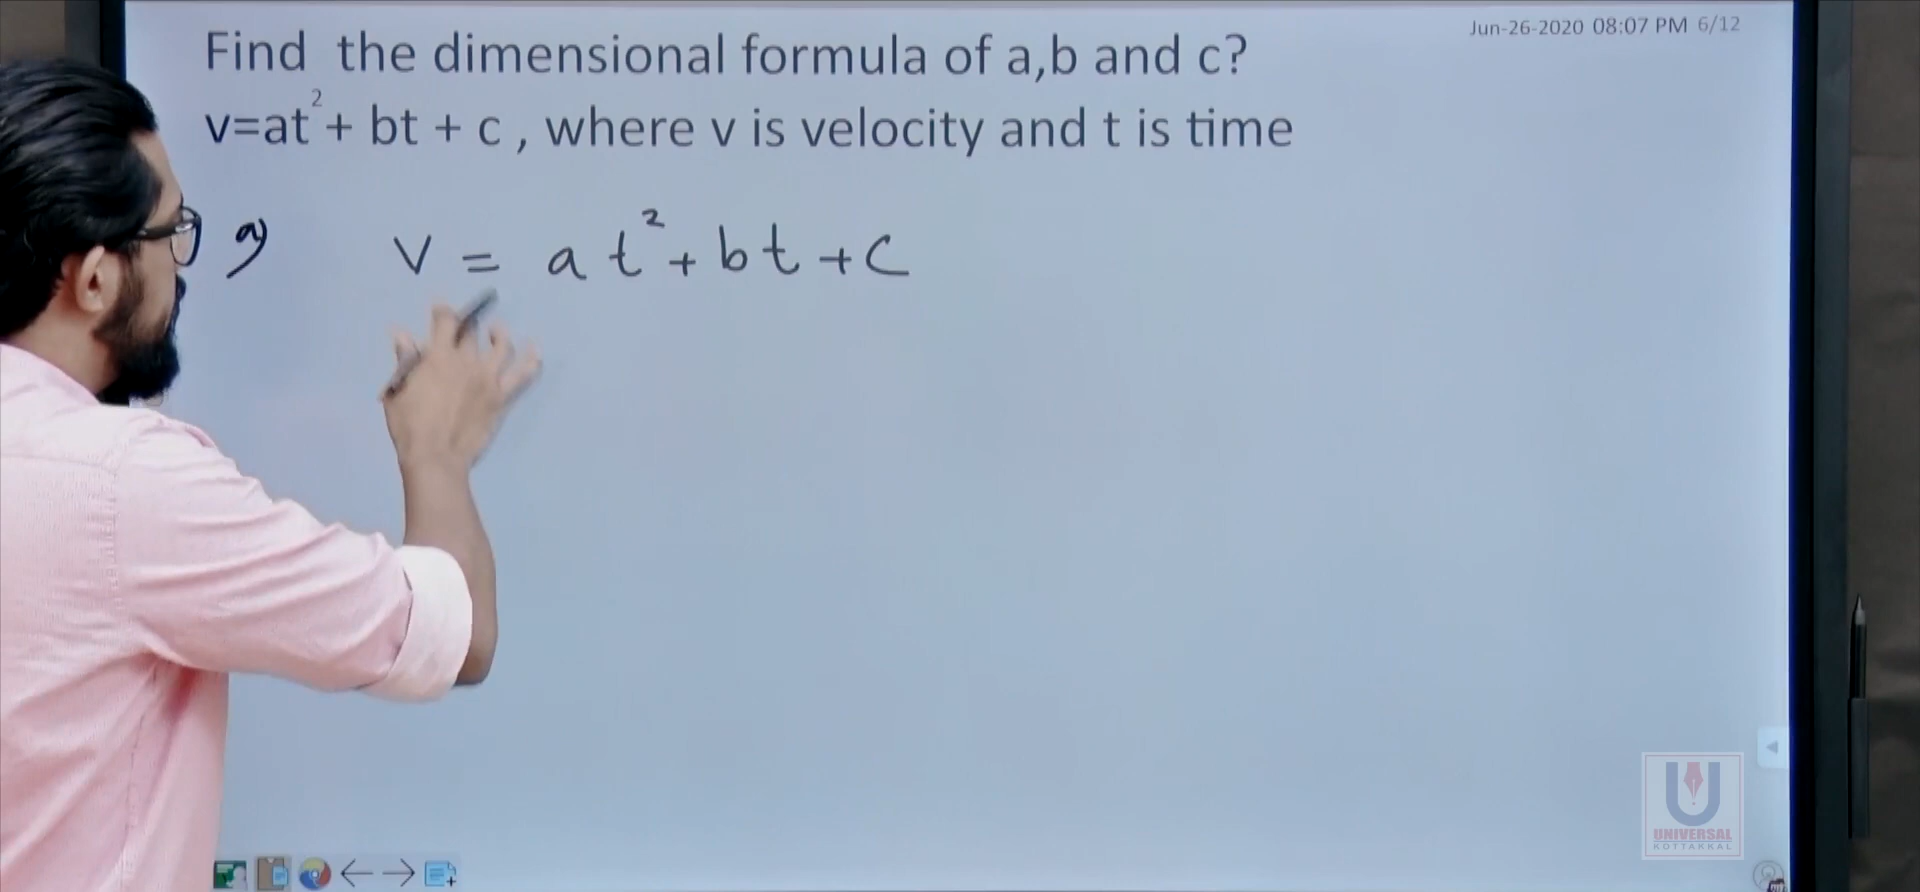 Jun-26-2020 08:07 PM 6/12
Find the dimensional formula of a,b and c?
v=at²+ bt + c , where v is velocity and t is time
a) v = at²+bt+c
UNIVERSAL
KOTTAKKAL